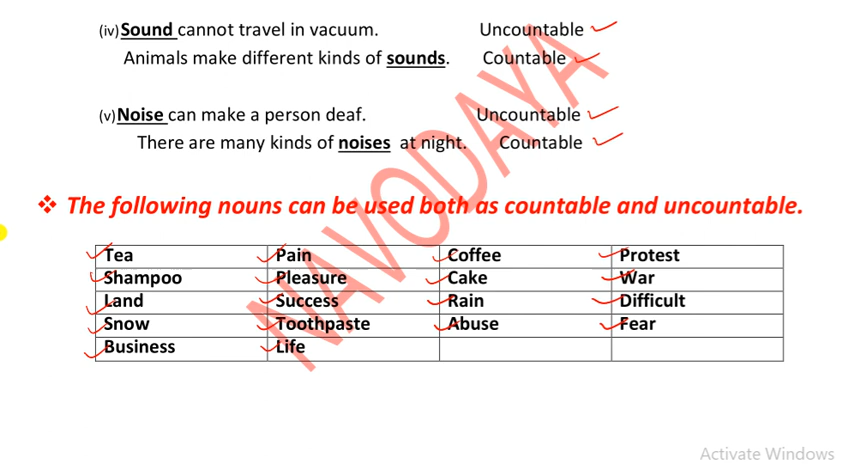 (iv)Sound cannot travel in vacuum. Uncountable
Animals make different kinds of sounds. Countable
(v)Noise can make a person deaf. Uncountable
There are many kinds of noises at night. Countable
❖ The following nouns can be used both as countable and uncountable.
Tea Pain Coffee Protest
Shampoo Pleasure Cake War
Land Success Rain Difficult
Snow Toothpaste Abuse Fear
Business Life
NAVODAYA
Activate Windows